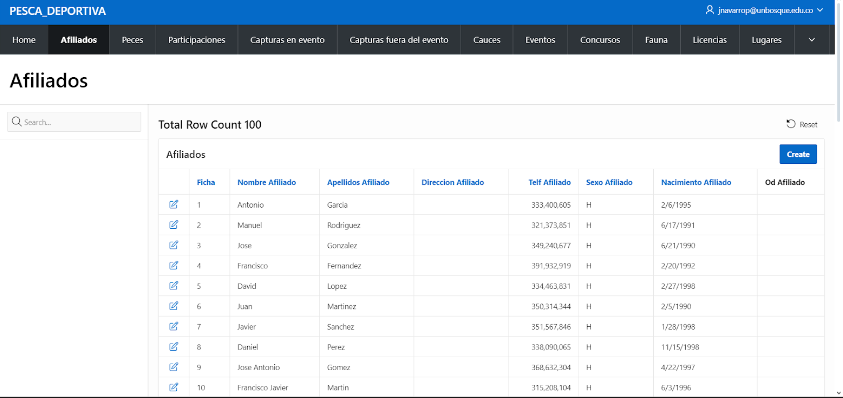 PESCA_DEPORTIVA jnavarrop@unbosque.edu.co
Home Afiliados Peces Participaciones Capturas en evento Capturas fuera del evento Cauces Eventos Concursos Fauna Licencias Lugares
Afiliados
Search...
Total Row Count 100 Reset
Afiliados Create
Ficha Nombre Afiliado Apellidos Afiliado Direccion Afiliado Telf Afiliado Sexo Afiliado Nacimiento Afiliado Od Afiliado
1 Antonio Garcia 333,400,605 H 2/6/1995
2 Manuel Rodriguez 321,373,851 H 6/17/1991
3 Jose Gonzalez 349,240,677 H 6/21/1990
4 Francisco Fernandez 391,932,919 H 2/20/1992
5 David Lopez 334,463,831 H 2/27/1998
6 Juan Martinez 350,314,344 H 2/5/1990
7 Javier Sanchez 351,567,846 H 1/28/1998
8 Daniel Perez 338,090,065 H 11/15/1998
9 Jose Antonio Gomez 368,632,304 H 4/22/1997
10 Francisco Javier Martin 315,208,104 H 6/3/1996